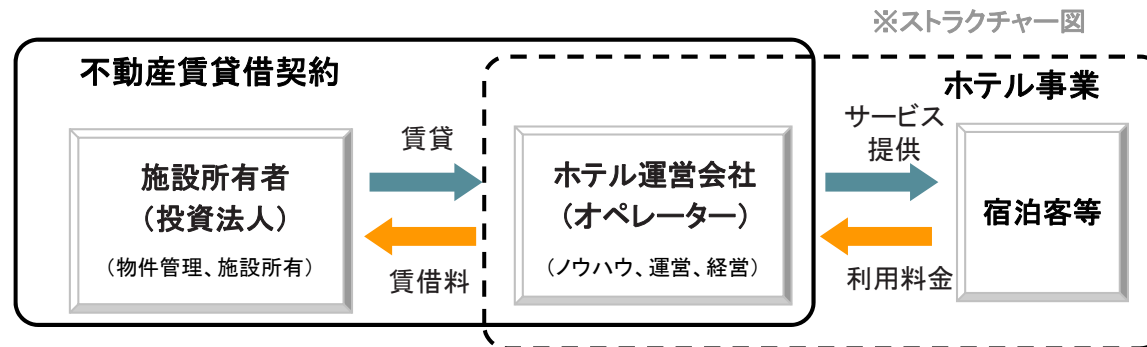 ※ストラクチャー図
不動産賃貸借契約
ホテル事業
施設所有者
(投資法人)
(物件管理、施設所有)
賃貸
賃借料
ホテル運営会社
(オペレーター)
(ノウハウ、運営、経営)
サービス
提供
利用料金
宿泊客等